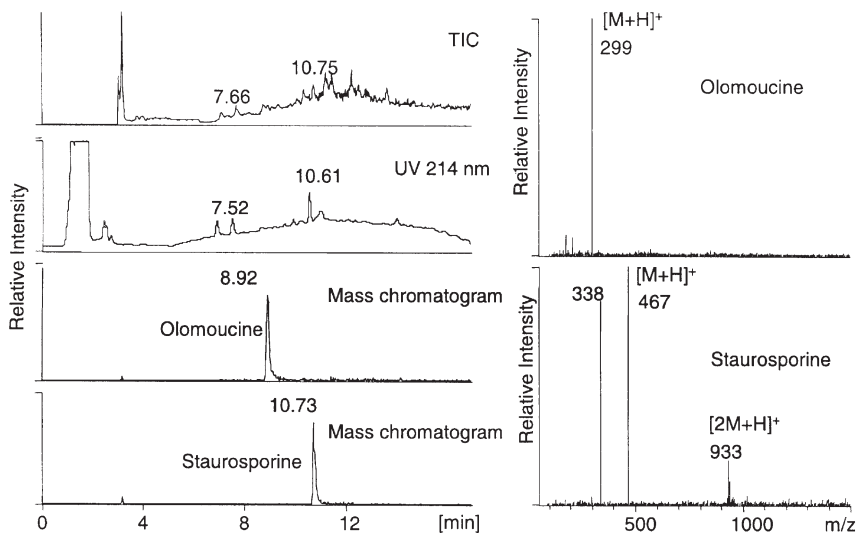 TIC
7.66
10.75
UV 214 nm
7.52
10.61
Relative Intensity
8.92
Mass chromatogram
Olomoucine
10.73
Mass chromatogram
Staurosporine
0 4 8 12 [min]
[M+H]+
299
Olomoucine
Relative Intensity
338
[M+H]+
467
Staurosporine
[2M+H]+
933
Relative Intensity
500 1000 m/z